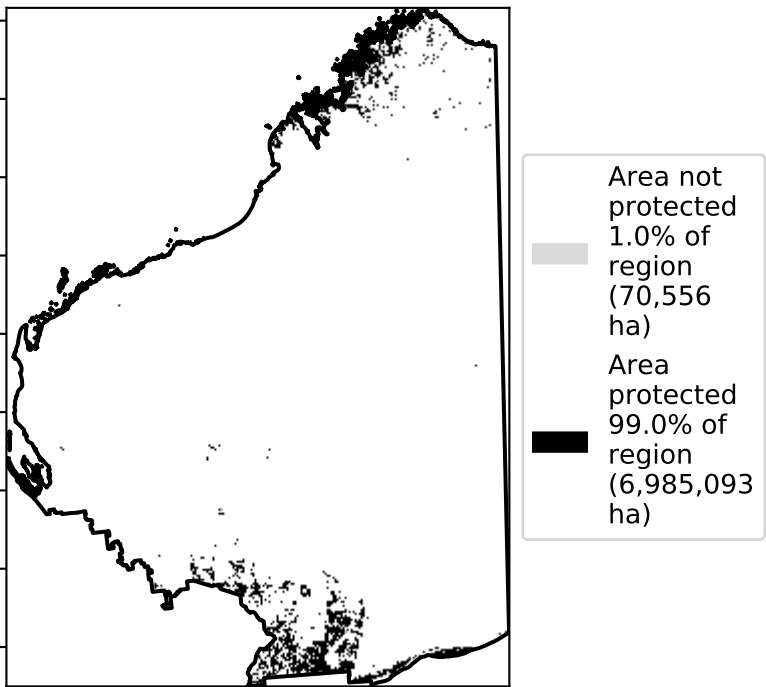 Area not
protected
1.0% of
region
(70,556
ha)
Area
protected
99.0% of
region
(6,985,093
ha)